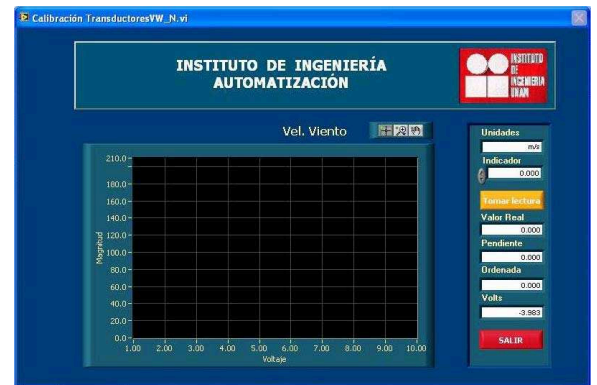 Calibración TransductoresVW_N.vi
INSTITUTO DE INGENIERÍA
AUTOMATIZACIÓN
INSTITUTO
DE
INGENIERIA
UNAM
Vel. Viento
Unidades
m/s
Indicador
0.000
Tomar lectura
Valor Real
0.000
Pendiente
0.000
Ordenada
0.000
Volts
-3.983
SALIR
Magnitud
210.0
180.0
160.0
140.0
120.0
100.0
80.0
60.0
40.0
20.0
0.0
1.00 2.00 3.00 4.00 5.00 6.00 7.00 8.00 9.00 10.00
Voltaje